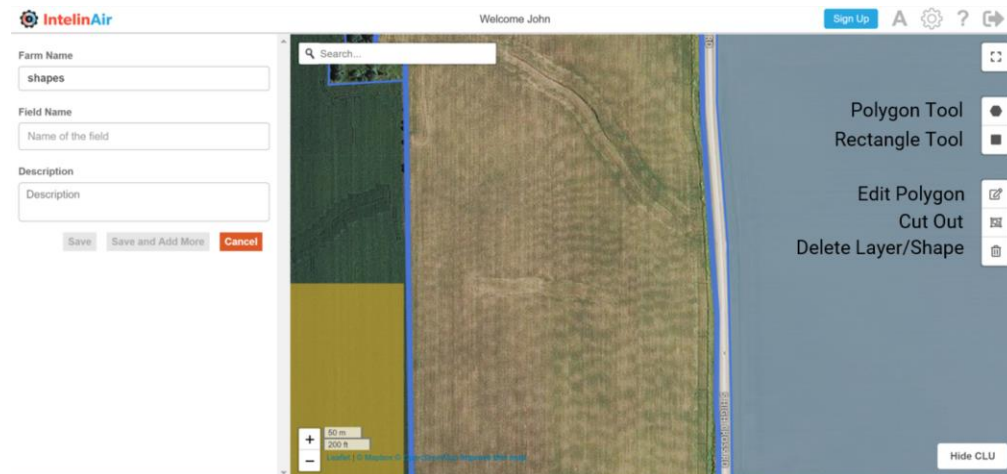 IntelinAir
Welcome John
Sign Up
A
?
Farm Name
shapes
Field Name
Name of the field
Description
Description
Save
Save and Add More
Cancel
Search...
Polygon Tool
Rectangle Tool
Edit Polygon
Cut Out
Delete Layer/Shape
+
−
50 m
200 ft
Leaflet | © Mapbox ©
Hide CLU